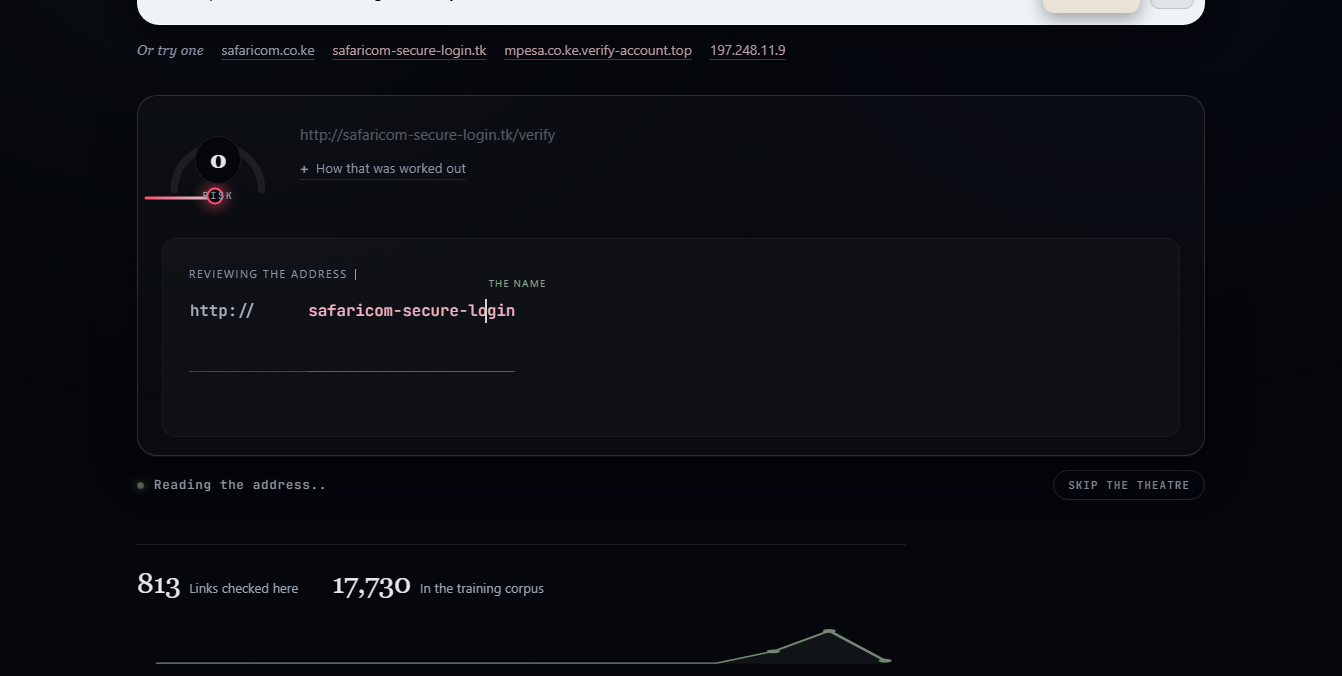 Or try one safaricom.co.ke safaricom-secure-login.tk mpesa.co.ke.verify-account.top 197.248.11.9
http://safaricom-secure-login.tk/verify
0
+ How that was worked out
RISK
REVIEWING THE ADDRESS
THE NAME
http:// safaricom-secure-login
Reading the address..
SKIP THE THEATRE
813 Links checked here 17,730 In the training corpus